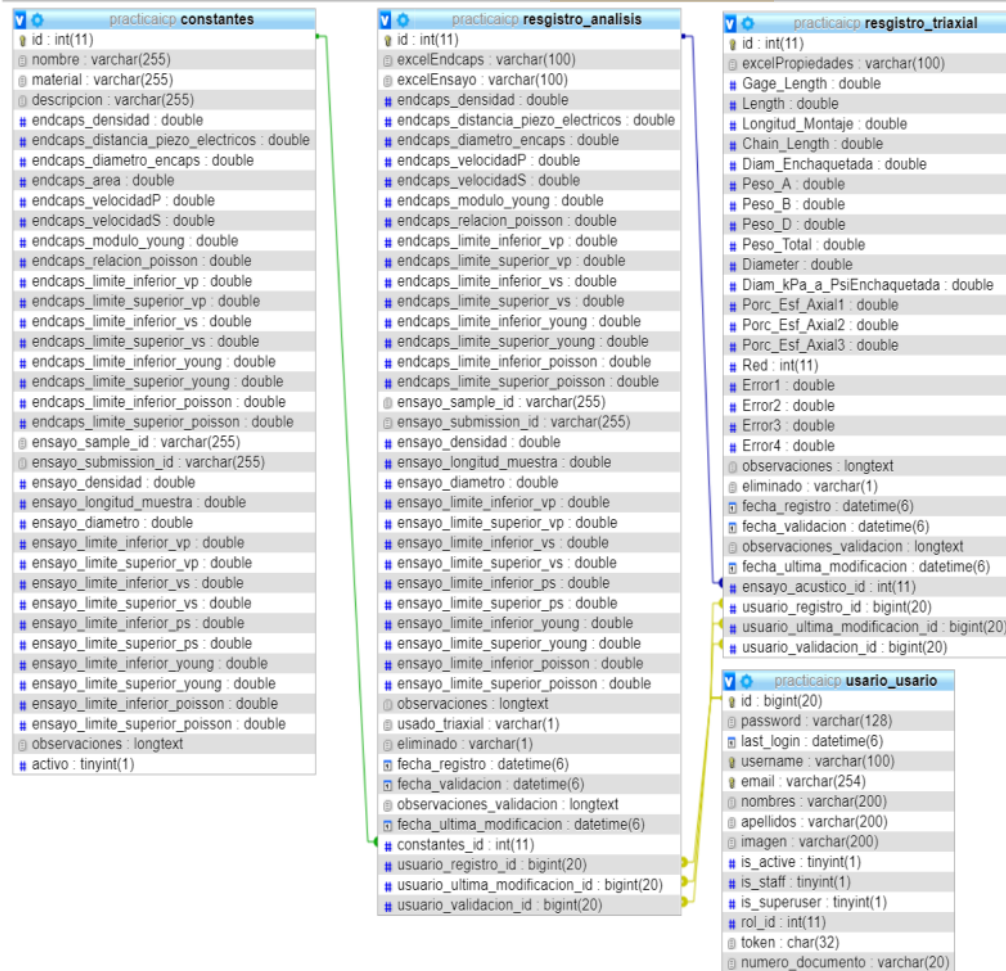 practicaicp constantes
id : int(11)
nombre : varchar(255)
material : varchar(255)
descripcion : varchar(255)
endcaps_densidad : double
endcaps_distancia_piezo_electricos : double
endcaps_diametro_encaps : double
endcaps_area : double
endcaps_velocidadP : double
endcaps_velocidadS : double
endcaps_modulo_young : double
endcaps_relacion_poisson : double
endcaps_limite_inferior_vp : double
endcaps_limite_superior_vp : double
endcaps_limite_inferior_vs : double
endcaps_limite_superior_vs : double
endcaps_limite_inferior_young : double
endcaps_limite_superior_young : double
endcaps_limite_inferior_poisson : double
endcaps_limite_superior_poisson : double
ensayo_sample_id : varchar(255)
ensayo_submission_id : varchar(255)
ensayo_densidad : double
ensayo_longitud_muestra : double
ensayo_diametro : double
ensayo_limite_inferior_vp : double
ensayo_limite_superior_vp : double
ensayo_limite_inferior_vs : double
ensayo_limite_superior_vs : double
ensayo_limite_inferior_ps : double
ensayo_limite_superior_ps : double
ensayo_limite_inferior_young : double
ensayo_limite_superior_young : double
ensayo_limite_inferior_poisson : double
ensayo_limite_superior_poisson : double
observaciones : longtext
activo : tinyint(1)
practicaicp resgistro_analisis
id : int(11)
excelEndcaps : varchar(100)
excelEnsayo : varchar(100)
endcaps_densidad : double
endcaps_distancia_piezo_electricos : double
endcaps_diametro_encaps : double
endcaps_velocidadP : double
endcaps_velocidadS : double
endcaps_modulo_young : double
endcaps_relacion_poisson : double
endcaps_limite_inferior_vp : double
endcaps_limite_superior_vp : double
endcaps_limite_inferior_vs : double
endcaps_limite_superior_vs : double
endcaps_limite_inferior_young : double
endcaps_limite_superior_young : double
endcaps_limite_inferior_poisson : double
endcaps_limite_superior_poisson : double
ensayo_sample_id : varchar(255)
ensayo_submission_id : varchar(255)
ensayo_densidad : double
ensayo_longitud_muestra : double
ensayo_diametro : double
ensayo_limite_inferior_vp : double
ensayo_limite_superior_vp : double
ensayo_limite_inferior_vs : double
ensayo_limite_superior_vs : double
ensayo_limite_inferior_ps : double
ensayo_limite_superior_ps : double
ensayo_limite_inferior_young : double
ensayo_limite_superior_young : double
ensayo_limite_inferior_poisson : double
ensayo_limite_superior_poisson : double
observaciones : longtext
usado_triaxial : varchar(1)
eliminado : varchar(1)
fecha_registro : datetime(6)
fecha_validacion : datetime(6)
observaciones_validacion : longtext
fecha_ultima_modificacion : datetime(6)
constantes_id : int(11)
usuario_registro_id : bigint(20)
usuario_ultima_modificacion_id : bigint(20)
usuario_validacion_id : bigint(20)
practicaicp resgistro_triaxial
id : int(11)
excelPropiedades : varchar(100)
Gage_Length : double
Length : double
Longitud_Montaje : double
Chain_Length : double
Diam_Enchaquetada : double
Peso_A : double
Peso_B : double
Peso_D : double
Peso_Total : double
Diameter : double
Diam_kPa_a_PsiEnchaquetada : double
Porc_Esf_Axial1 : double
Porc_Esf_Axial2 : double
Porc_Esf_Axial3 : double
Red : int(11)
Error1 : double
Error2 : double
Error3 : double
Error4 : double
observaciones : longtext
eliminado : varchar(1)
fecha_registro : datetime(6)
fecha_validacion : datetime(6)
observaciones_validacion : longtext
fecha_ultima_modificacion : datetime(6)
ensayo_acustico_id : int(11)
usuario_registro_id : bigint(20)
usuario_ultima_modificacion_id : bigint(20)
usuario_validacion_id : bigint(20)
practicaicp usario_usario
id : bigint(20)
password : varchar(128)
last_login : datetime(6)
username : varchar(100)
email : varchar(254)
nombres : varchar(200)
apellidos : varchar(200)
imagen : varchar(200)
is_active : tinyint(1)
is_staff : tinyint(1)
is_superuser : tinyint(1)
rol_id : int(11)
token : char(32)
numero_documento : varchar(20)